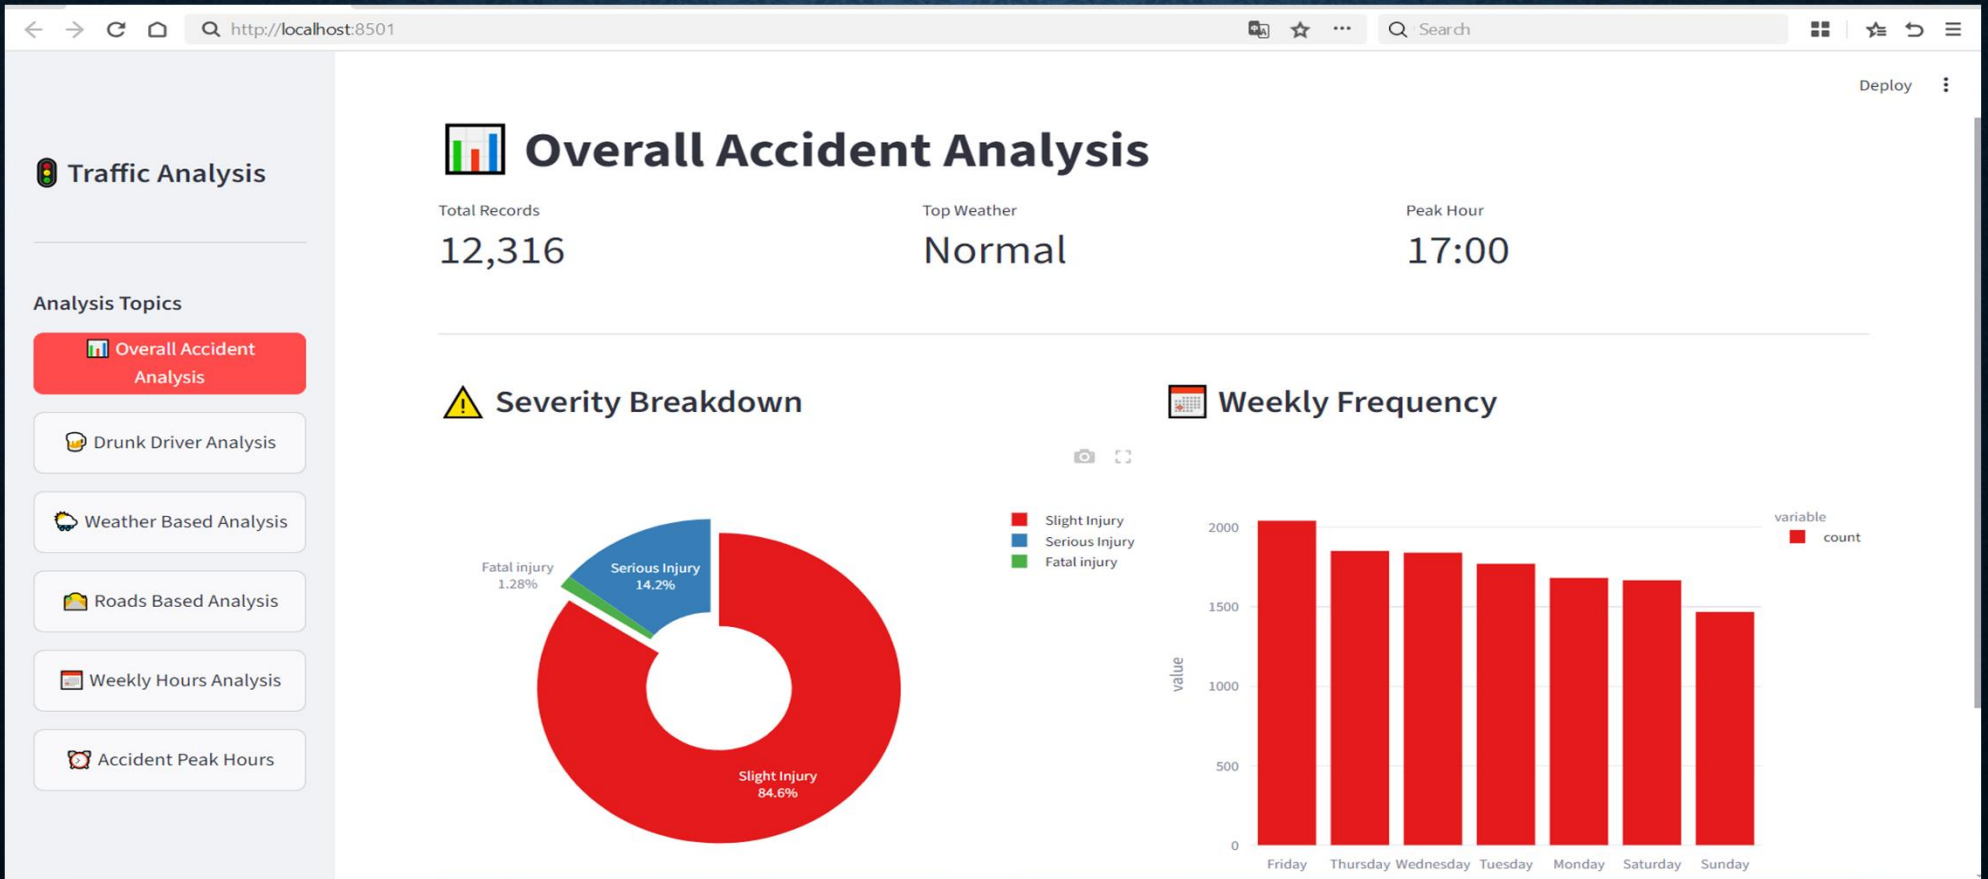 http://localhost:8501
Search
Deploy
Traffic Analysis
Analysis Topics
Overall Accident
Analysis
Drunk Driver Analysis
Weather Based Analysis
Roads Based Analysis
Weekly Hours Analysis
Accident Peak Hours
Overall Accident Analysis
Total Records
12,316
Top Weather
Normal
Peak Hour
17:00
Severity Breakdown
Slight Injury
Serious Injury
Fatal injury
Fatal injury
1.28%
Serious Injury
14.2%
Slight Injury
84.6%
Weekly Frequency
variable
count
value
2000
1500
1000
500
0
Friday Thursday Wednesday Tuesday Monday Saturday Sunday